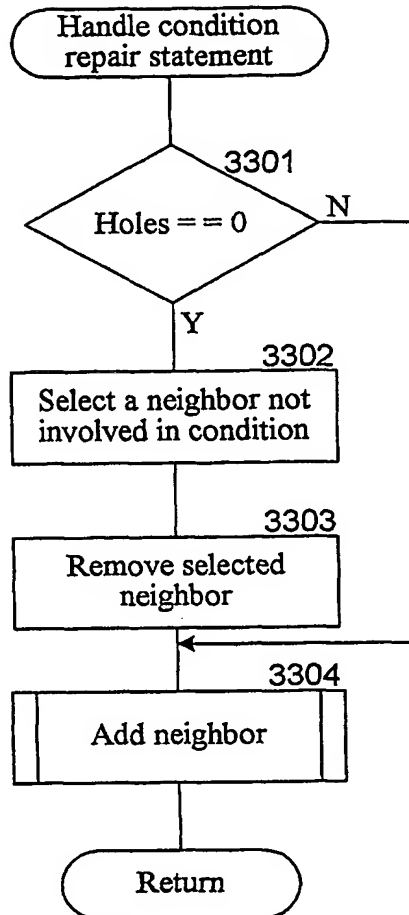 Handle condition
repair statement
3301
Holes = = 0
N
Y
3302
Select a neighbor not
involved in condition
3303
Remove selected
neighbor
3304
Add neighbor
Return